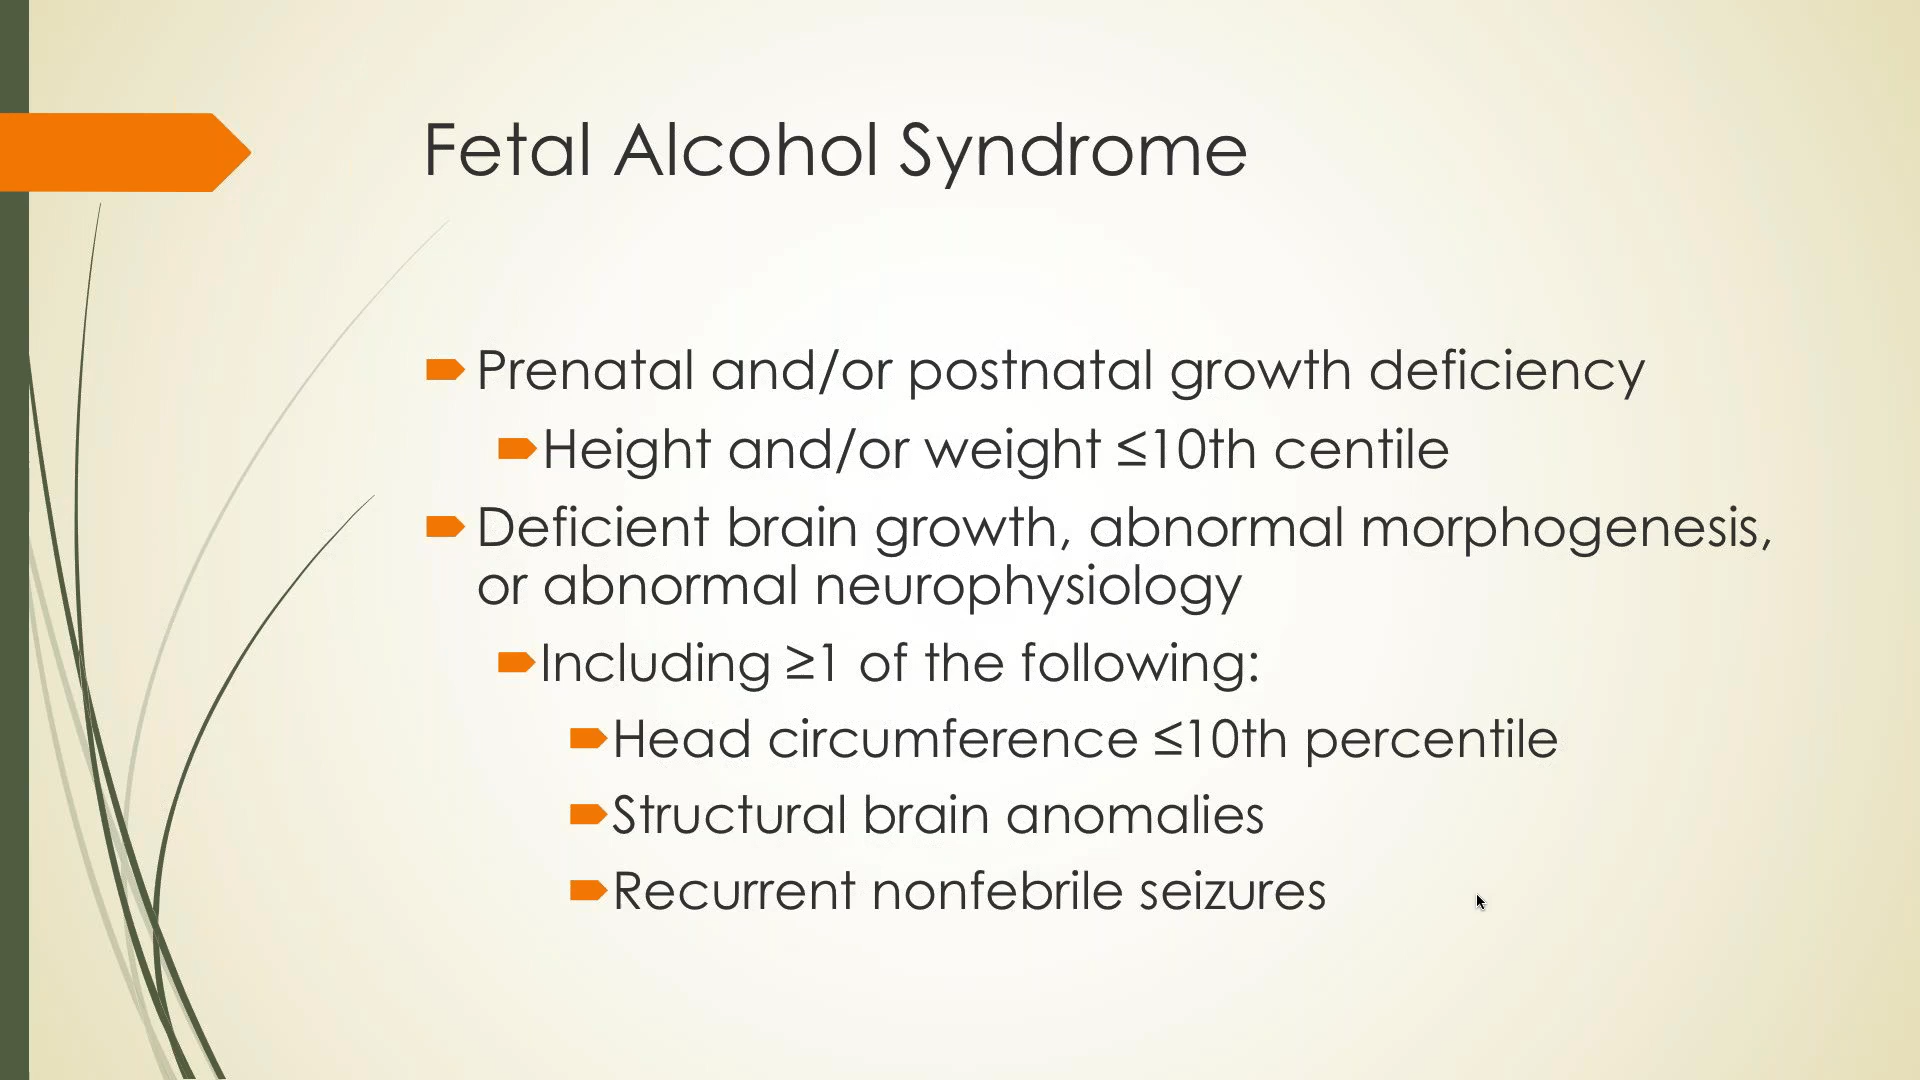 Fetal Alcohol Syndrome
Prenatal and/or postnatal growth deficiency
Height and/or weight ≤10th centile
Deficient brain growth, abnormal morphogenesis,
or abnormal neurophysiology
Including ≥1 of the following:
Head circumference ≤10th percentile
Structural brain anomalies
Recurrent nonfebrile seizures